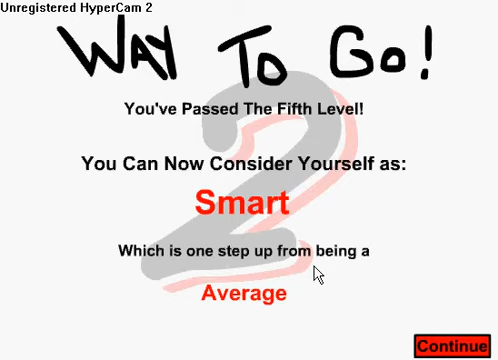 Unregistered HyperCam 2
WAY TO GO!
You've Passed The Fifth Level!
2
You Can Now Consider Yourself as:
Smart
Which is one step up from being a
Average
Continue